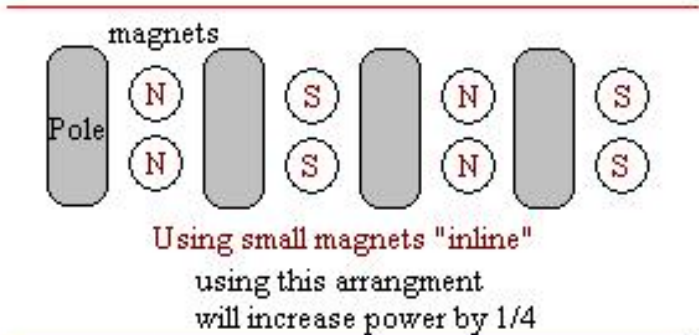 magnets
N S N S
Pole
N S N S
Using small magnets "inline"
using this arrangment
will increase power by 1/4